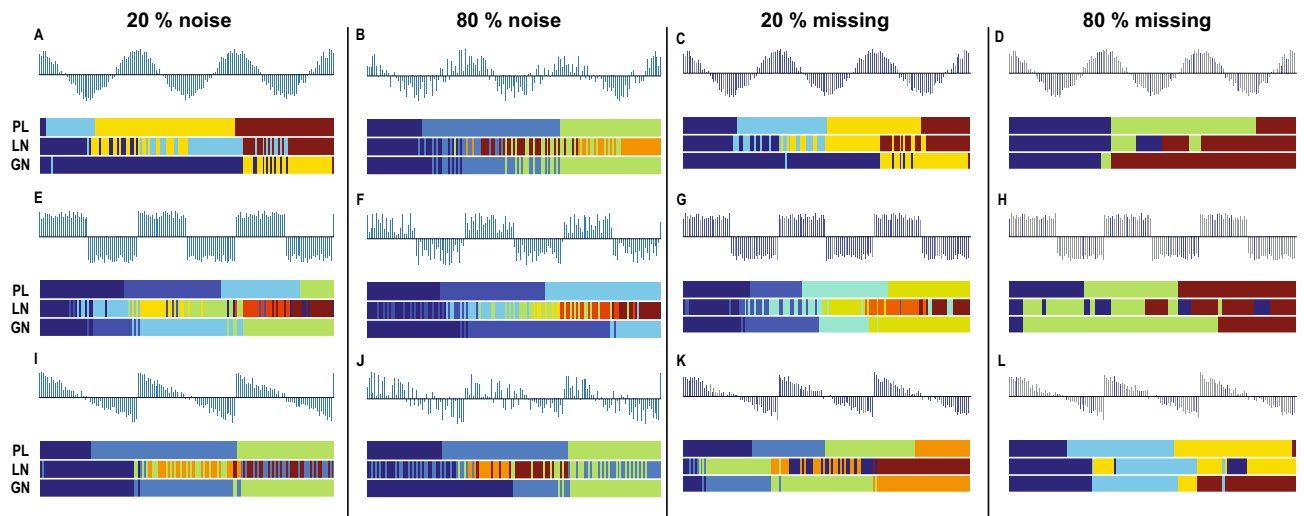 20 % noise
80 % noise
20 % missing
80 % missing
A
B
C
D
PL
LN
GN
E
F
G
H
PL
LN
GN
I
J
K
L
PL
LN
GN